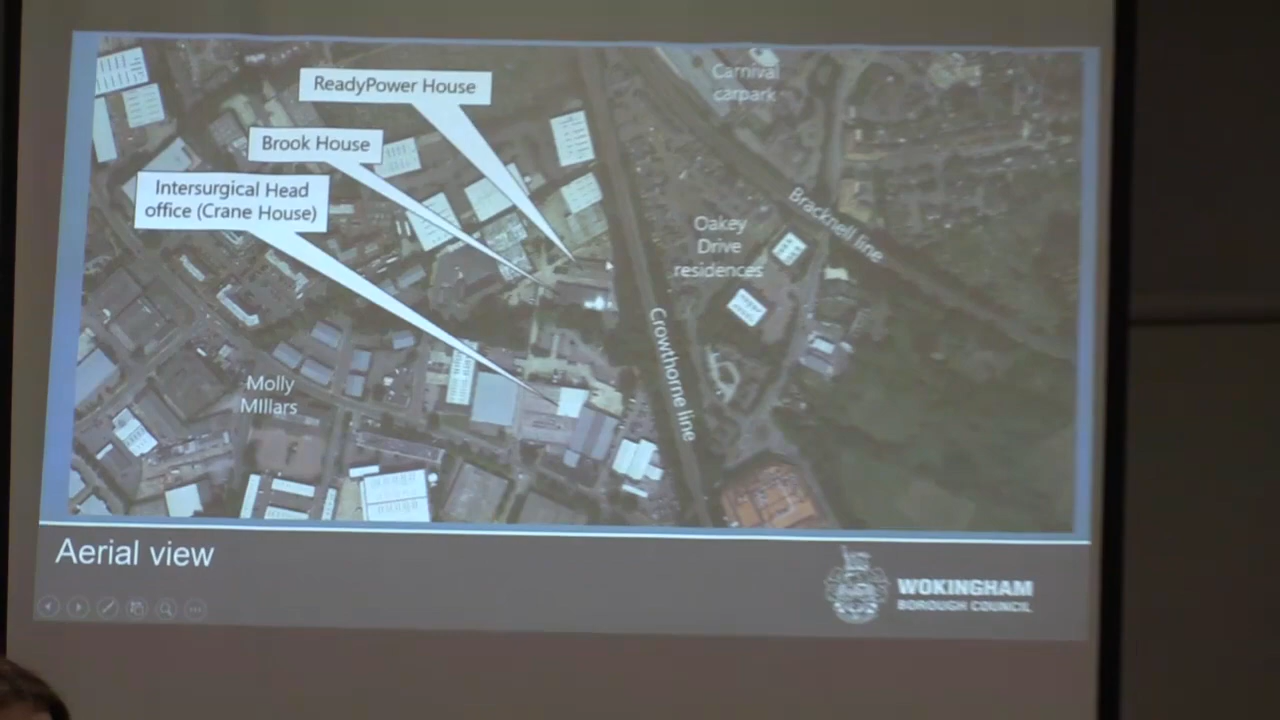 ReadyPower House
Carnival
carpark
Brook House
Intersurgical Head
office (Crane House)
Bracknell line
Oakey
Drive
residences
Crowthorne line
Molly
MIllars
Aerial view
WOKINGHAM
BOROUGH COUNCIL